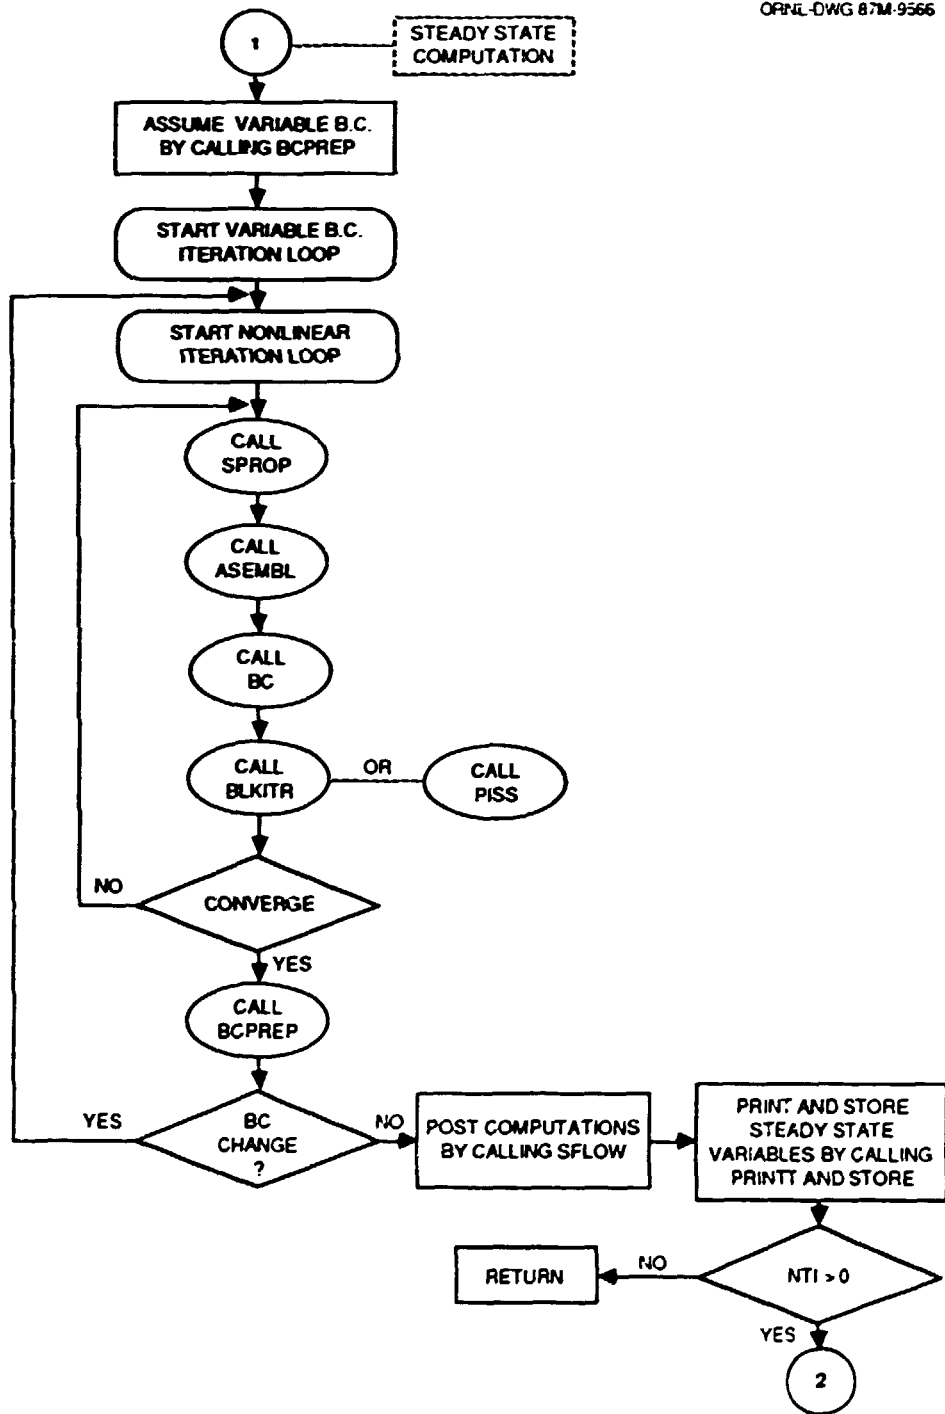 ORNL-DWG 87M-9566
1
STEADY STATE
COMPUTATION
ASSUME VARIABLE B.C.
BY CALLING BCPREP
START VARIABLE B.C.
ITERATION LOOP
START NONLINEAR
ITERATION LOOP
CALL
SPROP
CALL
ASEMBL
CALL
BC
CALL
BLKITR
OR
CALL
PISS
NO
CONVERGE
YES
CALL
BCPREP
YES
BC
CHANGE
?
NO
POST COMPUTATIONS
BY CALLING SFLOW
PRINT AND STORE
STEADY STATE
VARIABLES BY CALLING
PRINTT AND STORE
RETURN
NO
NTI > 0
YES
2